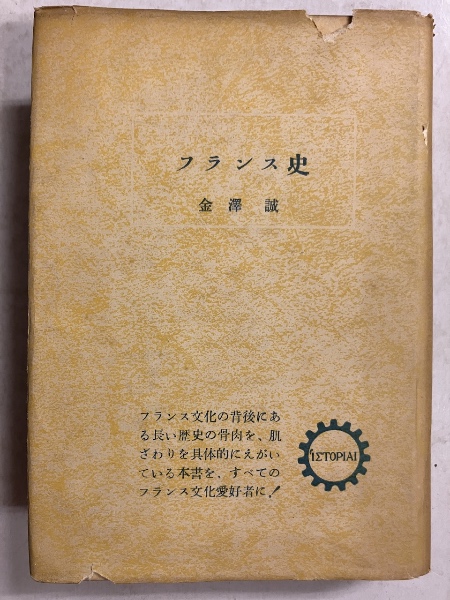 フランス史
金澤 誠
フランス文化の背後にあ
る長い歴史の骨肉を、肌
ざわりを具体的にえがい
ている本書を、すべての
フランス文化愛好者に!
ἹΣΤΟΡΙΑΙ